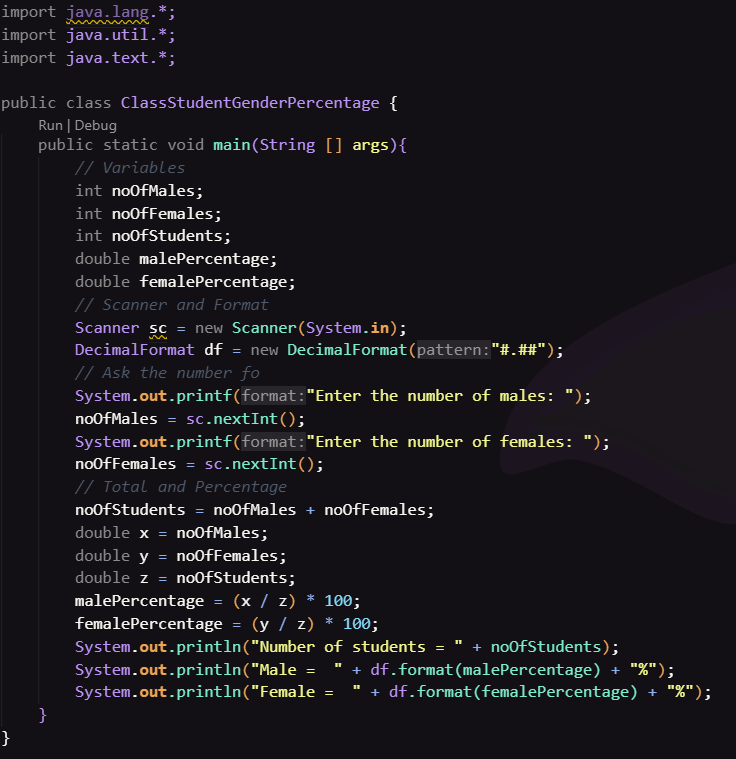 import java.lang.*;
import java.util.*;
import java.text.*;
public class ClassStudentGenderPercentage {
Run | Debug
public static void main(String [] args){
// Variables
int noOfMales;
int noOfFemales;
int noOfStudents;
double malePercentage;
double femalePercentage;
// Scanner and Format
Scanner sc = new Scanner(System.in);
DecimalFormat df = new DecimalFormat(pattern:"#.##");
// Ask the number fo
System.out.printf(format:"Enter the number of males: ");
noOfMales = sc.nextInt();
System.out.printf(format:"Enter the number of females: ");
noOfFemales = sc.nextInt();
// Total and Percentage
noOfStudents = noOfMales + noOfFemales;
double x = noOfMales;
double y = noOfFemales;
double z = noOfStudents;
malePercentage = (x / z) * 100;
femalePercentage = (y / z) * 100;
System.out.println("Number of students = " + noOfStudents);
System.out.println("Male =  " + df.format(malePercentage) + "%");
System.out.println("Female =  " + df.format(femalePercentage) + "%");
}
}